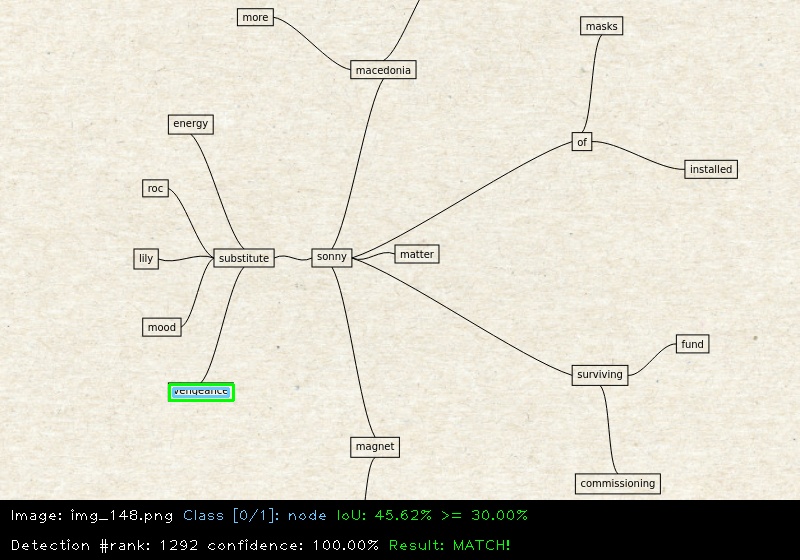 more
masks
macedonia
energy
of
installed
roc
substitute
sonny
matter
lily
mood
fund
surviving
vengeance
magnet
commissioning
Image: img_148.png Class [0/1]: node IoU: 45.62% >= 30.00%
Detection #rank: 1292 confidence: 100.00% Result: MATCH!